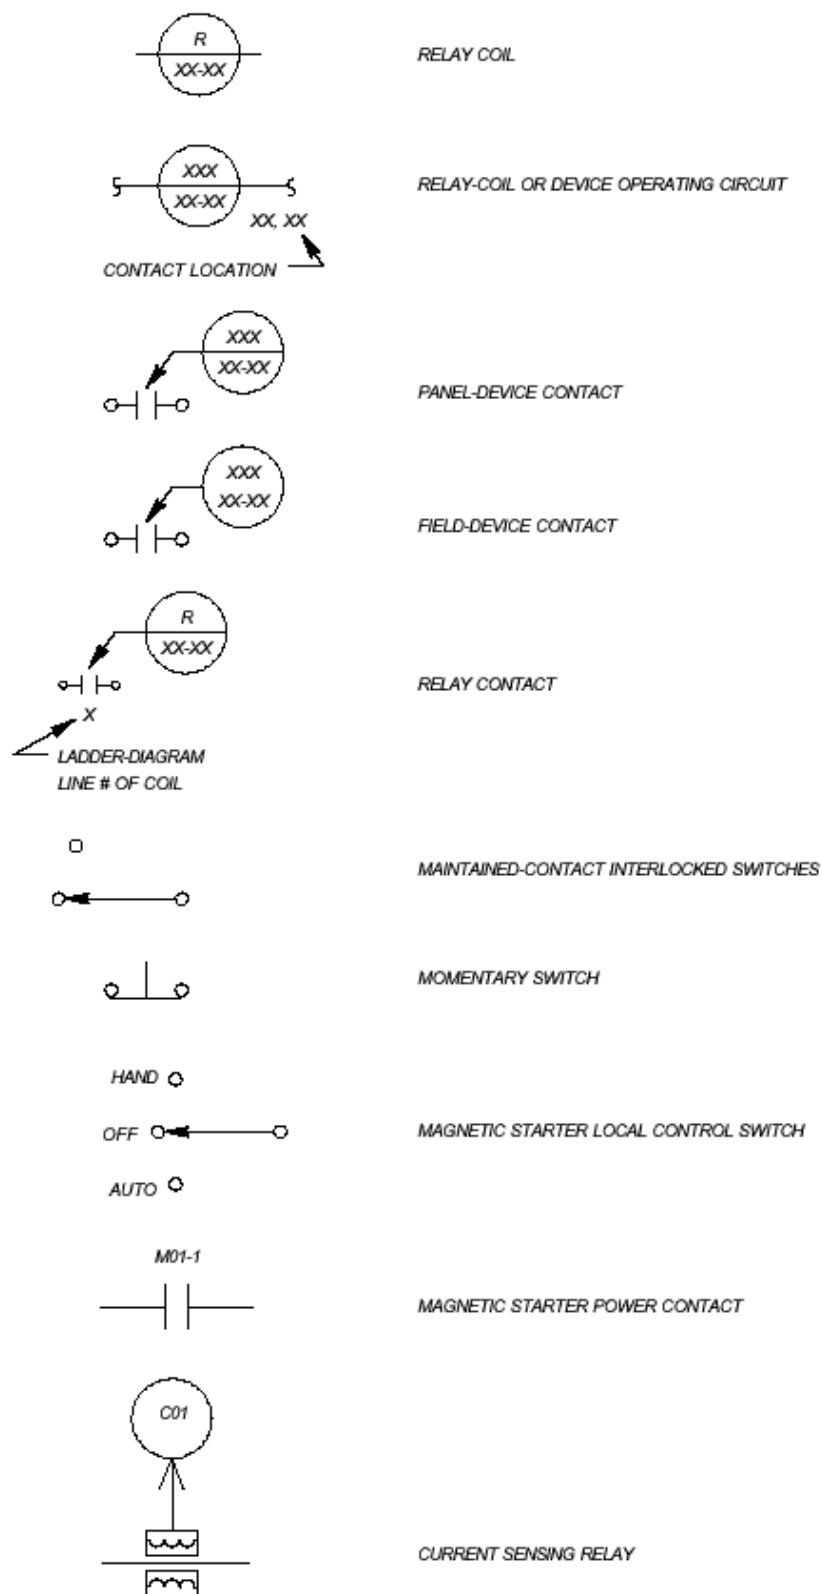 R
XX-XX
RELAY COIL
XXX
XX-XX
XX, XX
RELAY-COIL OR DEVICE OPERATING CIRCUIT
CONTACT LOCATION
XXX
XX-XX
PANEL-DEVICE CONTACT
XXX
XX-XX
FIELD-DEVICE CONTACT
R
XX-XX
RELAY CONTACT
X
LADDER-DIAGRAM
LINE # OF COIL
MAINTAINED-CONTACT INTERLOCKED SWITCHES
MOMENTARY SWITCH
HAND
OFF
MAGNETIC STARTER LOCAL CONTROL SWITCH
AUTO
M01-1
MAGNETIC STARTER POWER CONTACT
C01
CURRENT SENSING RELAY